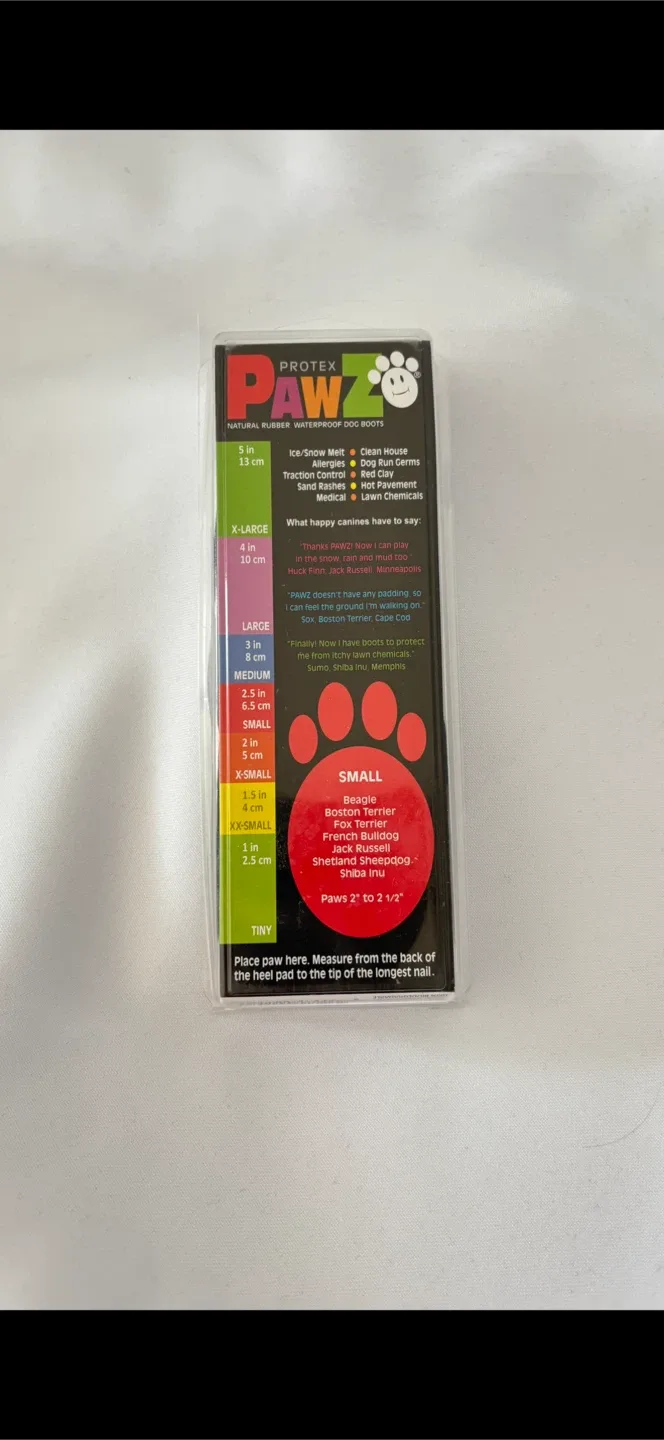 PROTEX
PAWZ
®
NATURAL RUBBER WATERPROOF DOG BOOTS
5 in
13 cm
X-LARGE
4 in
10 cm
LARGE
3 in
8 cm
MEDIUM
2.5 in
6.5 cm
SMALL
2 in
5 cm
X-SMALL
1.5 in
4 cm
XX-SMALL
1 in
2.5 cm
TINY
Ice/Snow Melt • Clean House
Allergies • Dog Run Germs
Traction Control • Red Clay
Sand Rashes • Hot Pavement
Medical • Lawn Chemicals
What happy canines have to say:
"Thanks PAWZ! Now I can play
in the snow, rain and mud too."
Huck Finn, Jack Russell, Minneapolis
"PAWZ doesn't have any padding, so
I can feel the ground I'm walking on."
Sox, Boston Terrier, Cape Cod
"Finally! Now I have boots to protect
me from itchy lawn chemicals."
Sumo, Shiba Inu, Memphis
SMALL
Beagle
Boston Terrier
Fox Terrier
French Bulldog
Jack Russell
Shetland Sheepdog
Shiba Inu
Paws 2" to 2 1/2"
Place paw here. Measure from the back of
the heel pad to the tip of the longest nail.